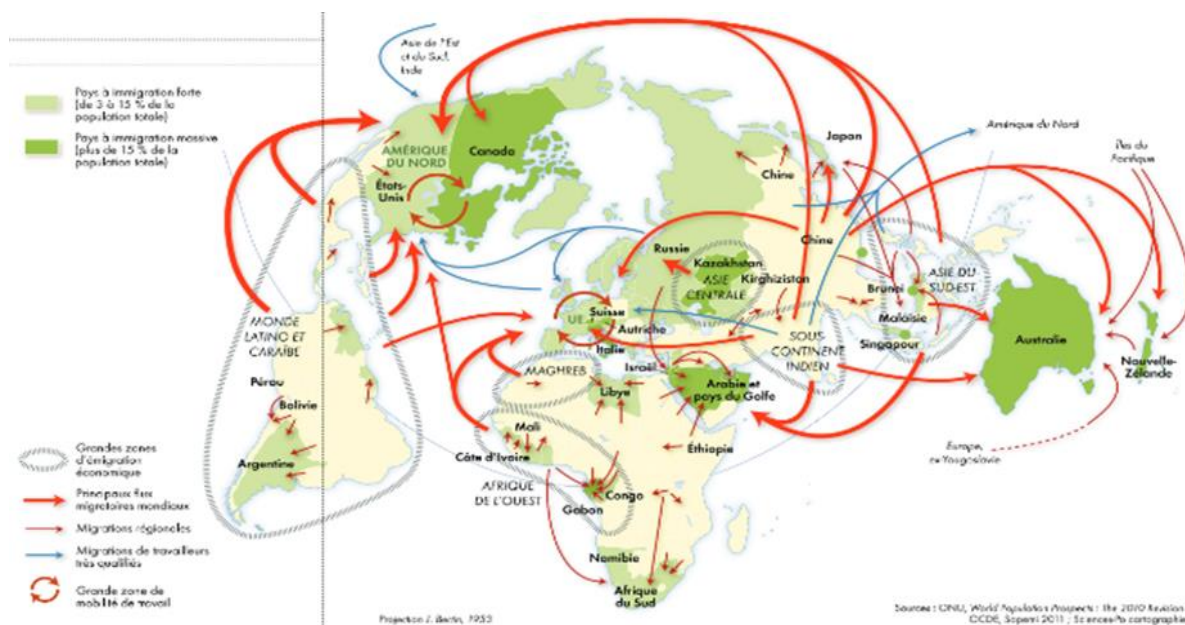 Asie de l'Est
et du Sud,
Inde
Pays à immigration forte
(de 3 à 15 % de la
population totale)
Pays à immigration massive
(plus de 15 % de la
population totale)
AMÉRIQUE
DU NORD
Canada
États-
Unis
Japan
Chine
Amérique du Nord
Îles du
Pacifique
Russie
Chine
Kazakhstan
ASIE
CENTRALE
Kirghizistan
Brunei
ASIE DU
SUD-EST
Malaisie
Singapour
Suisse
UE
Autriche
Italie
Israël
SOUS-
CONTINENT
INDIEN
Australie
Nouvelle-
Zélande
MONDE
LATINO ET
CARAÏBE
MAGHREB
Libye
Arabie et
pays du Golfe
Pérou
Bolivie
Argentine
Mali
Côte d'Ivoire
Éthiopie
AFRIQUE
DE L'OUEST
Congo
Gabon
Namibie
Afrique
du Sud
Europe,
ex-Yougoslavie
Grandes zones
d'émigration
économique
Principaux flux
migratoires mondiaux
Migrations régionales
Migrations de travailleurs
très qualifiés
Grande zone de
mobilité de travail
Projection J. Bertin, 1953
Sources : ONU, World Population Prospects : The 2010 Revision
OCDE, Sopemi 2011 ; Sciences-Po cartographie